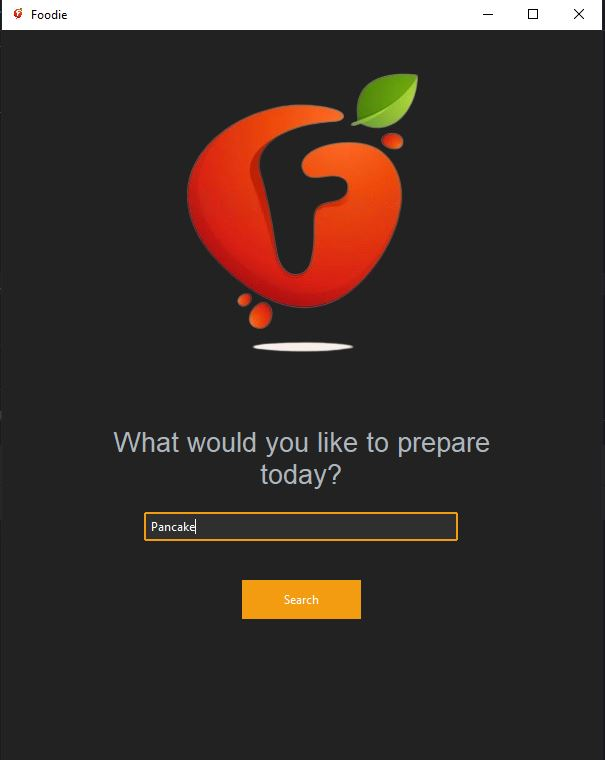 Foodie
F
What would you like to prepare
today?
Pancake
Search